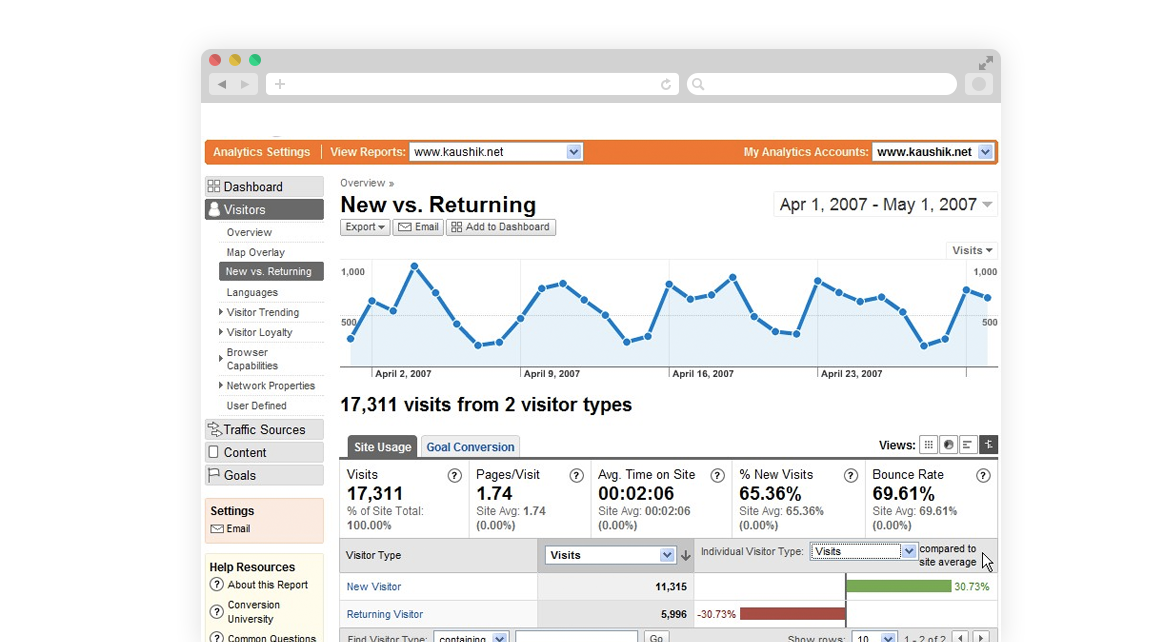 Analytics Settings View Reports: www.kaushik.net My Analytics Accounts: www.kaushik.net
Dashboard
Visitors
Overview
Map Overlay
New vs. Returning
Languages
Visitor Trending
Visitor Loyalty
Browser
Capabilities
Network Properties
User Defined
Traffic Sources
Content
Goals
Settings
Email
Help Resources
About this Report
Conversion
University
Common Questions
Overview »
New vs. Returning
Apr 1, 2007 - May 1, 2007
Export Email Add to Dashboard
Visits
1,000 1,000
500 500
April 2, 2007 April 9, 2007 April 16, 2007 April 23, 2007
17,311 visits from 2 visitor types
Site Usage Goal Conversion Views:
Visits ? Pages/Visit ? Avg. Time on Site ? % New Visits ? Bounce Rate ?
17,311 1.74 00:02:06 65.36% 69.61%
% of Site Total: Site Avg: 1.74 Site Avg: 00:02:06 Site Avg: 65.36% Site Avg: 69.61%
100.00% (0.00%) (0.00%) (0.00%) (0.00%)
Visitor Type Visits Individual Visitor Type: Visits compared to
site average
New Visitor 11,315 30.73%
Returning Visitor 5,996 -30.73%
Find Visitor Type: containing Go Show rows: 10 1 - 2 of 2